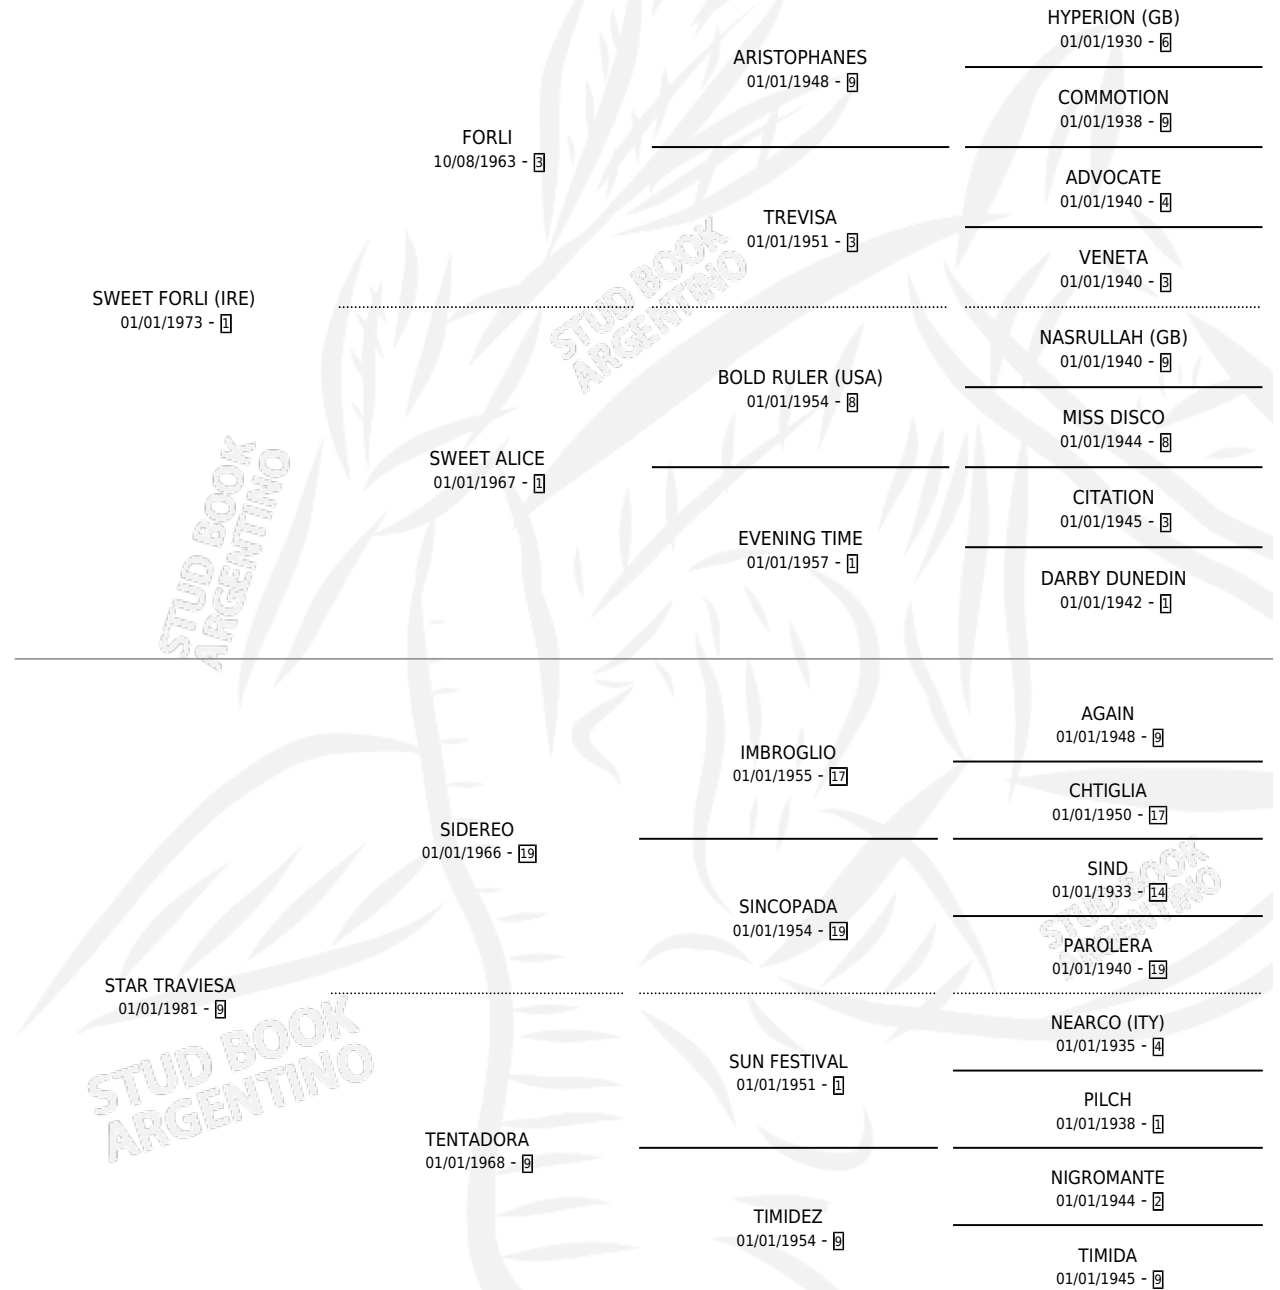 HYPERION (GB)
01/01/1930 - 6
ARISTOPHANES
01/01/1948 - 9
COMMOTION
01/01/1938 - 9
FORLI
10/08/1963 - 3
ADVOCATE
01/01/1940 - 4
TREVISA
01/01/1951 - 3
VENETA
01/01/1940 - 3
SWEET FORLI (IRE)
01/01/1973 - 1
NASRULLAH (GB)
01/01/1940 - 9
BOLD RULER (USA)
01/01/1954 - 8
MISS DISCO
01/01/1944 - 8
SWEET ALICE
01/01/1967 - 1
CITATION
01/01/1945 - 3
EVENING TIME
01/01/1957 - 1
DARBY DUNEDIN
01/01/1942 - 1
AGAIN
01/01/1948 - 9
IMBROGLIO
01/01/1955 - 17
CHTIGLIA
01/01/1950 - 17
SIDEREO
01/01/1966 - 19
SIND
01/01/1933 - 14
SINCOPADA
01/01/1954 - 19
PAROLERA
01/01/1940 - 19
STAR TRAVIESA
01/01/1981 - 9
NEARCO (ITY)
01/01/1935 - 4
SUN FESTIVAL
01/01/1951 - 1
PILCH
01/01/1938 - 1
TENTADORA
01/01/1968 - 9
NIGROMANTE
01/01/1944 - 2
TIMIDEZ
01/01/1954 - 9
TIMIDA
01/01/1945 - 9
STUD BOOK
ARGENTINO
STUD BOOK
ARGENTINO
STUD BOOK
ARGENTINO
STUD BOOK
ARGENTINO